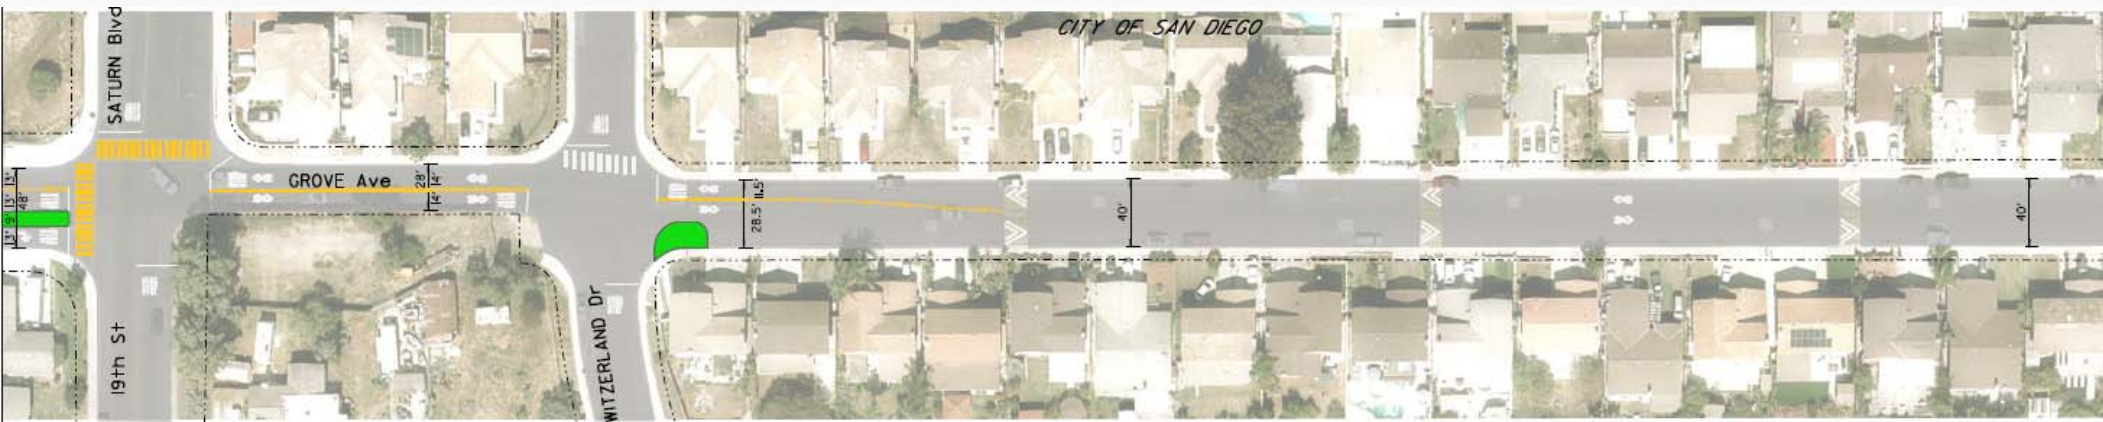 CITY OF SAN DIEGO
SATURN Blvd
GROVE Ave
13'
13'
9'
13'
48'
28'
14'
14'
11.5'
28.5'
40'
40'
19th St
WITZERLAND Dr